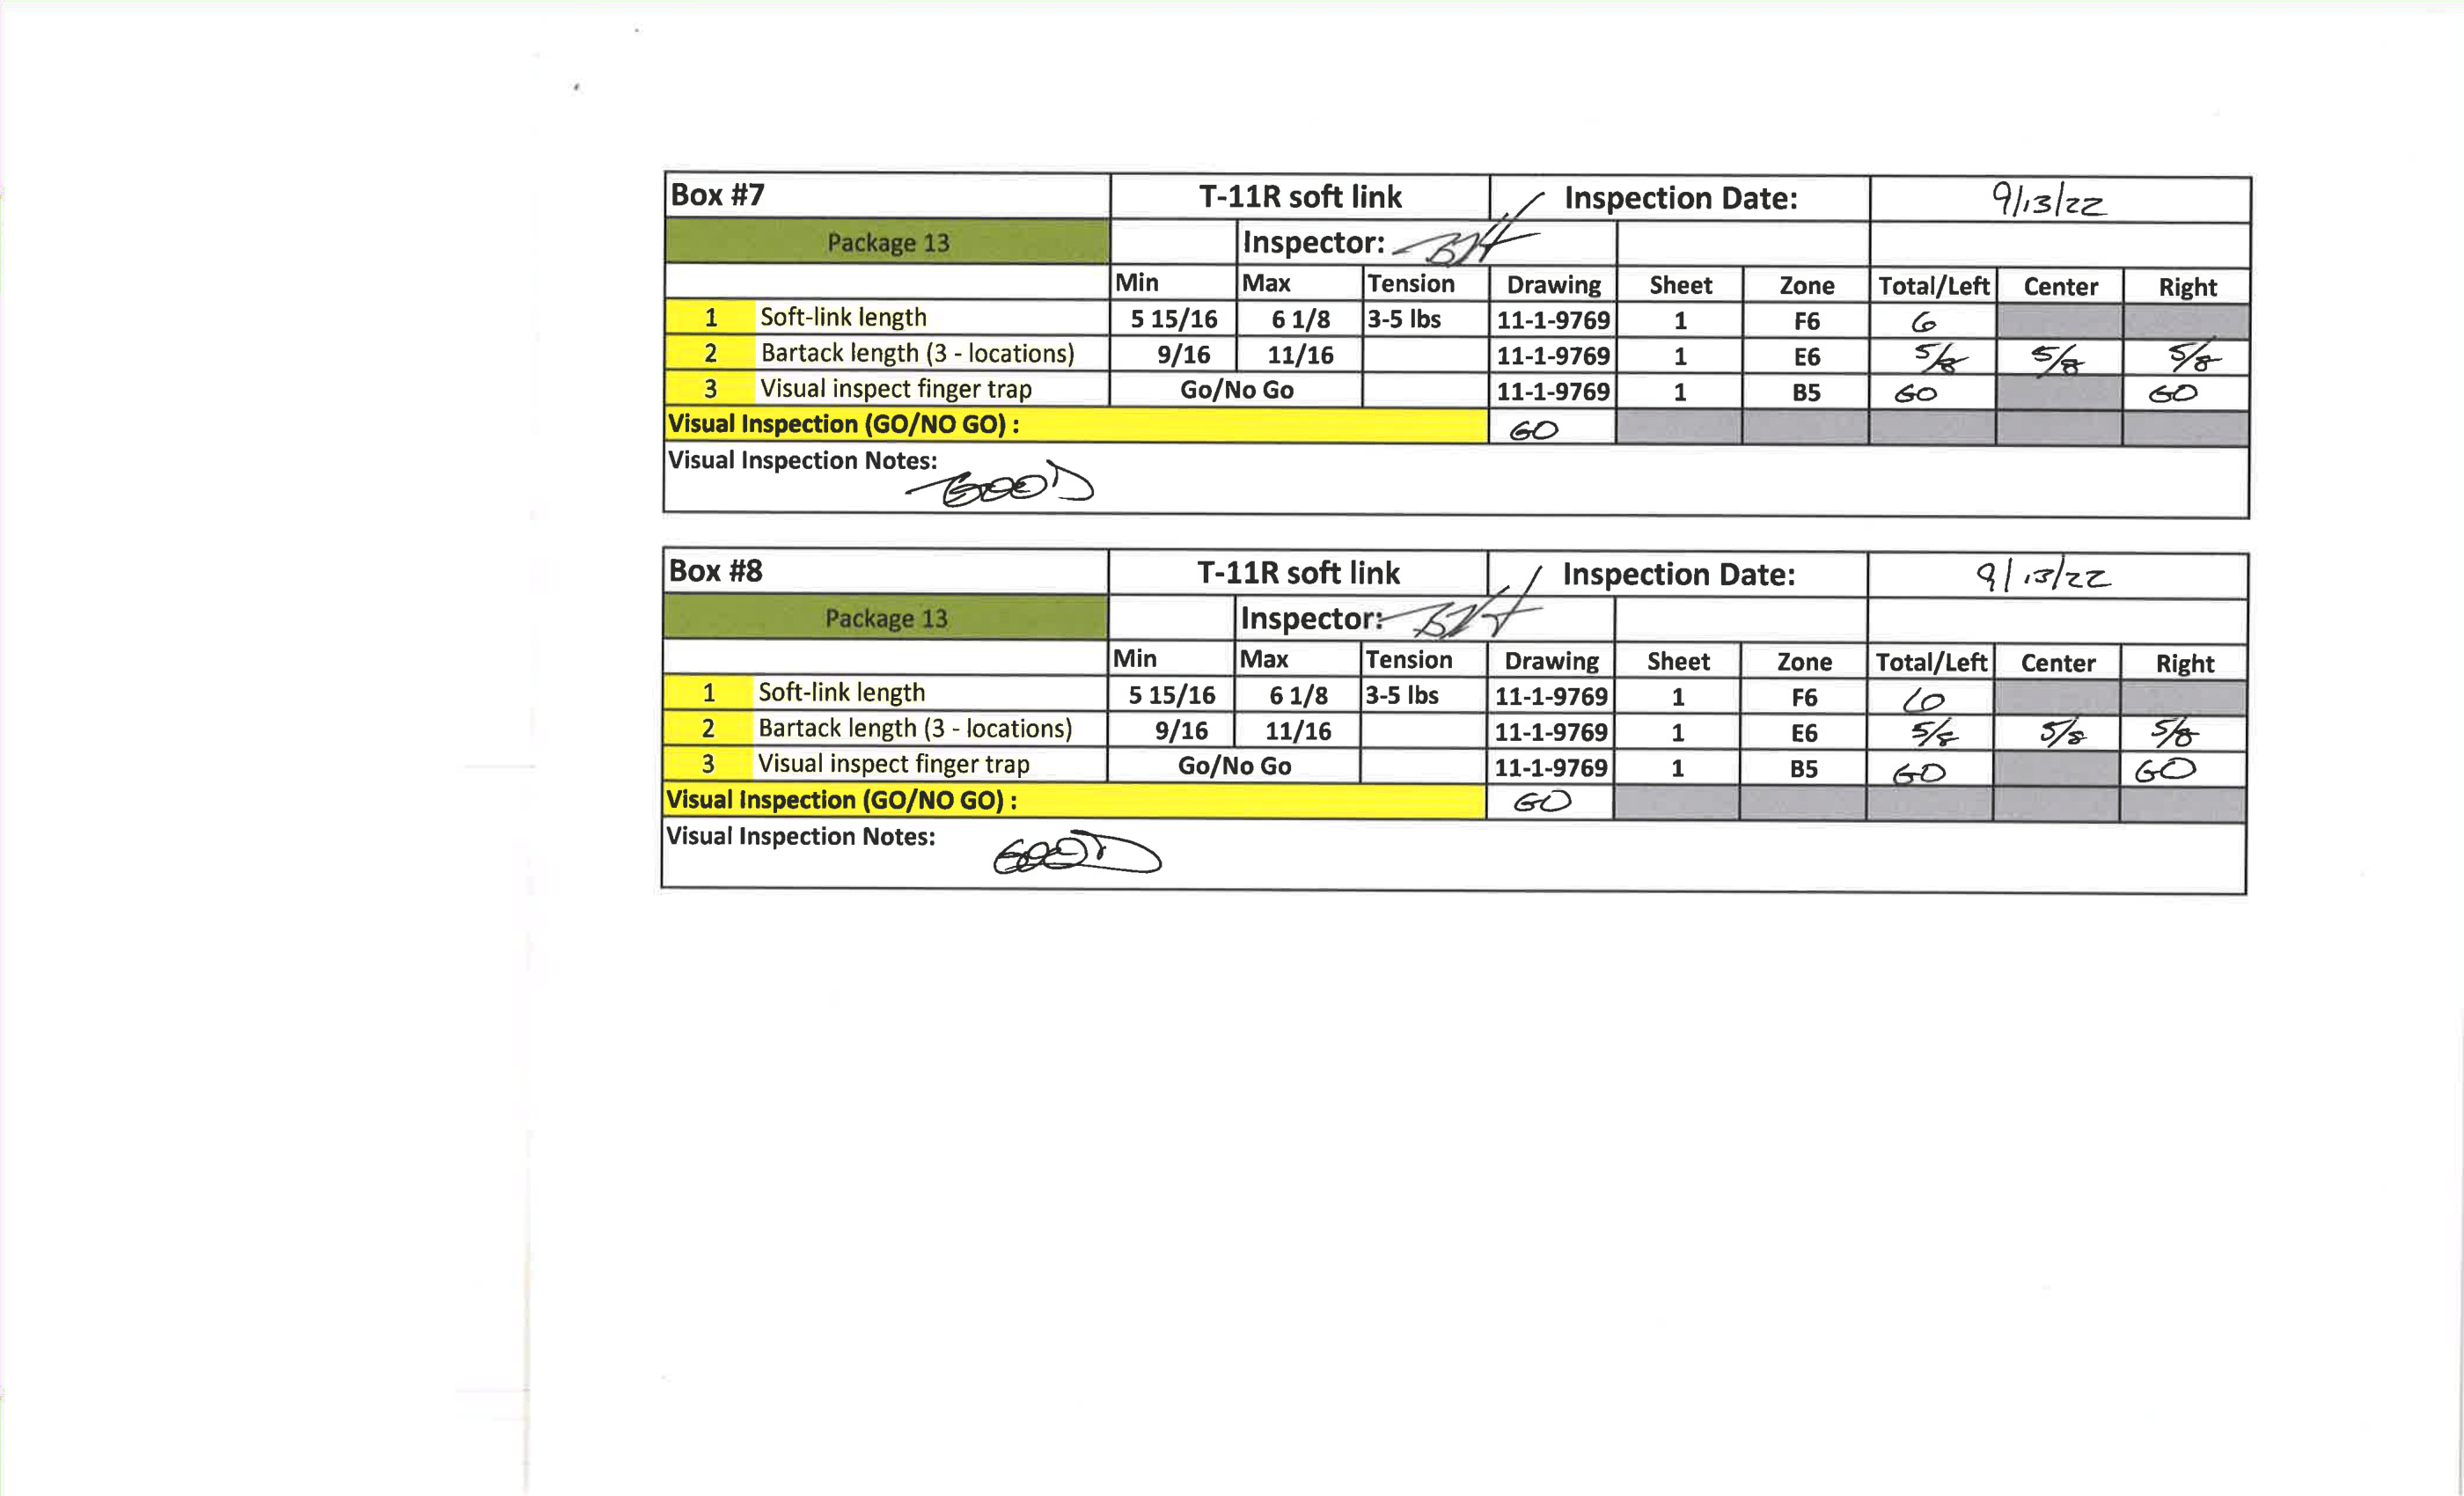 Box #7 T-11R soft link Inspection Date: 9/13/22
Package 13 Inspector:
Min Max Tension Drawing Sheet Zone Total/Left Center Right
1 Soft-link length 5 15/16 6 1/8 3-5 lbs 11-1-9769 1 F6 6
2 Bartack length (3 - locations) 9/16 11/16 11-1-9769 1 E6 5/8 5/8 5/8
3 Visual inspect finger trap Go/No Go 11-1-9769 1 B5 GO GO
Visual Inspection (GO/NO GO) : GO
Visual Inspection Notes: GOOD
Box #8 T-11R soft link Inspection Date: 9/13/22
Package 13 Inspector:
Min Max Tension Drawing Sheet Zone Total/Left Center Right
1 Soft-link length 5 15/16 6 1/8 3-5 lbs 11-1-9769 1 F6 6
2 Bartack length (3 - locations) 9/16 11/16 11-1-9769 1 E6 5/8 5/8 5/8
3 Visual inspect finger trap Go/No Go 11-1-9769 1 B5 GO GO
Visual Inspection (GO/NO GO) : GO
Visual Inspection Notes: GOOD